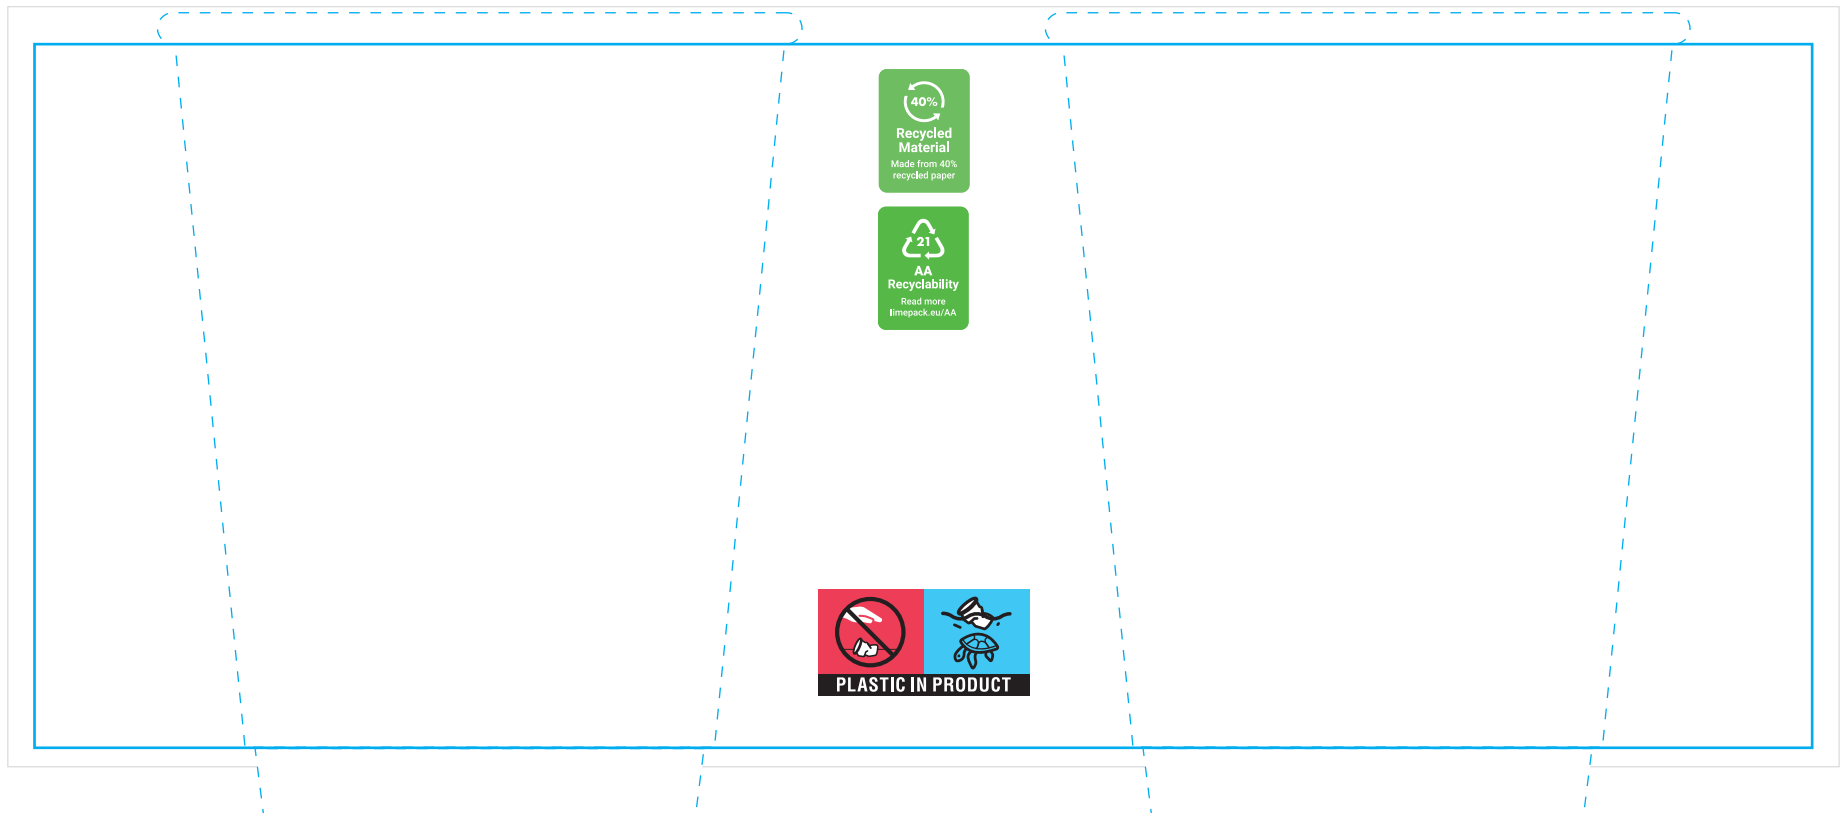 40%
Recycled
Material
Made from 40%
recycled paper
21
AA
Recyclability
Read more
limepack.eu/AA
PLASTIC IN PRODUCT